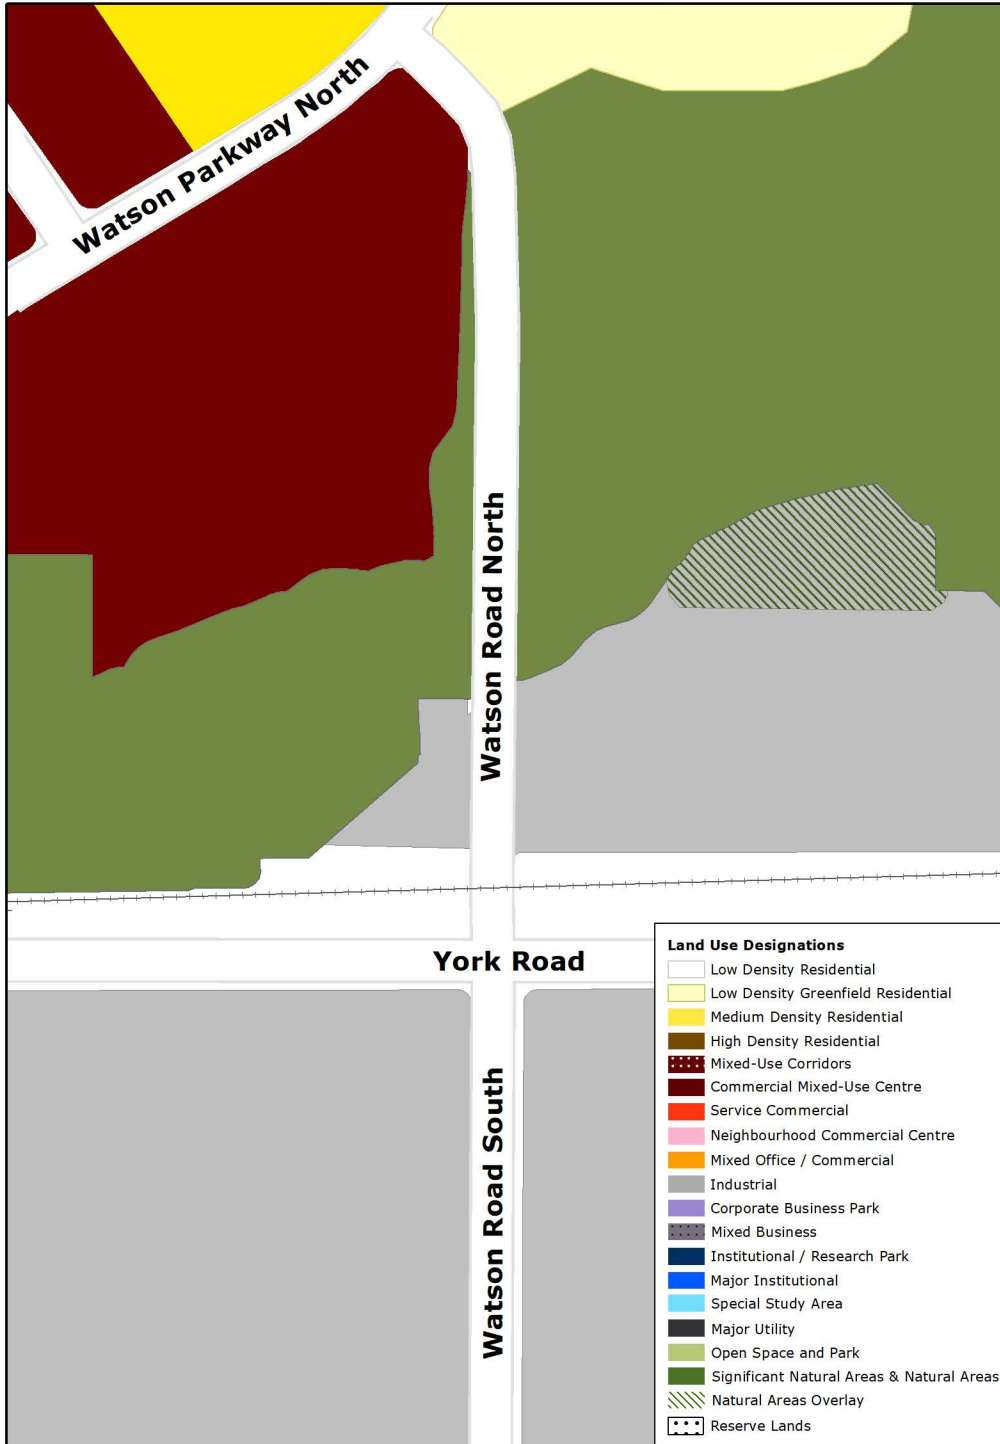 Watson Parkway North
Watson Road North
York Road
Watson Road South
Land Use Designations
Low Density Residential
Low Density Greenfield Residential
Medium Density Residential
High Density Residential
Mixed-Use Corridors
Commercial Mixed-Use Centre
Service Commercial
Neighbourhood Commercial Centre
Mixed Office / Commercial
Industrial
Corporate Business Park
Mixed Business
Institutional / Research Park
Major Institutional
Special Study Area
Major Utility
Open Space and Park
Significant Natural Areas & Natural Areas
Natural Areas Overlay
Reserve Lands